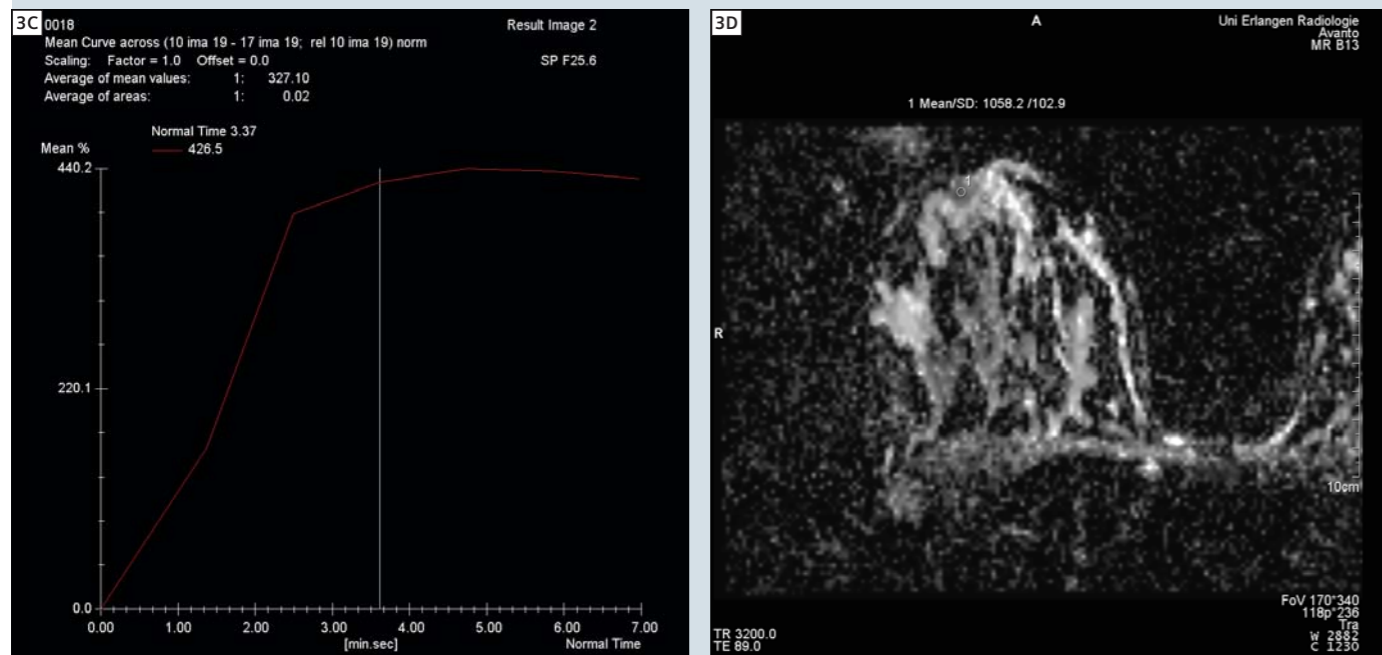 3C
0018
Result Image 2
Mean Curve across (10 ima 19 - 17 ima 19; rel 10 ima 19) norm
Scaling: Factor = 1.0 Offset = 0.0
SP F25.6
Average of mean values: 1: 327.10
Average of areas: 1: 0.02
Normal Time 3.37
Mean %
426.5
440.2
220.1
0.0
0.00 1.00 2.00 3.00 4.00 5.00 6.00 7.00
[min.sec] Normal Time
3D
A
Uni Erlangen Radiologie
Avanto
MR B13
1 Mean/SD: 1058.2 /102.9
1
R
10cm
FoV 170*340
118p*236
Tra
TR 3200.0
W 2882
TE 89.0
C 1230